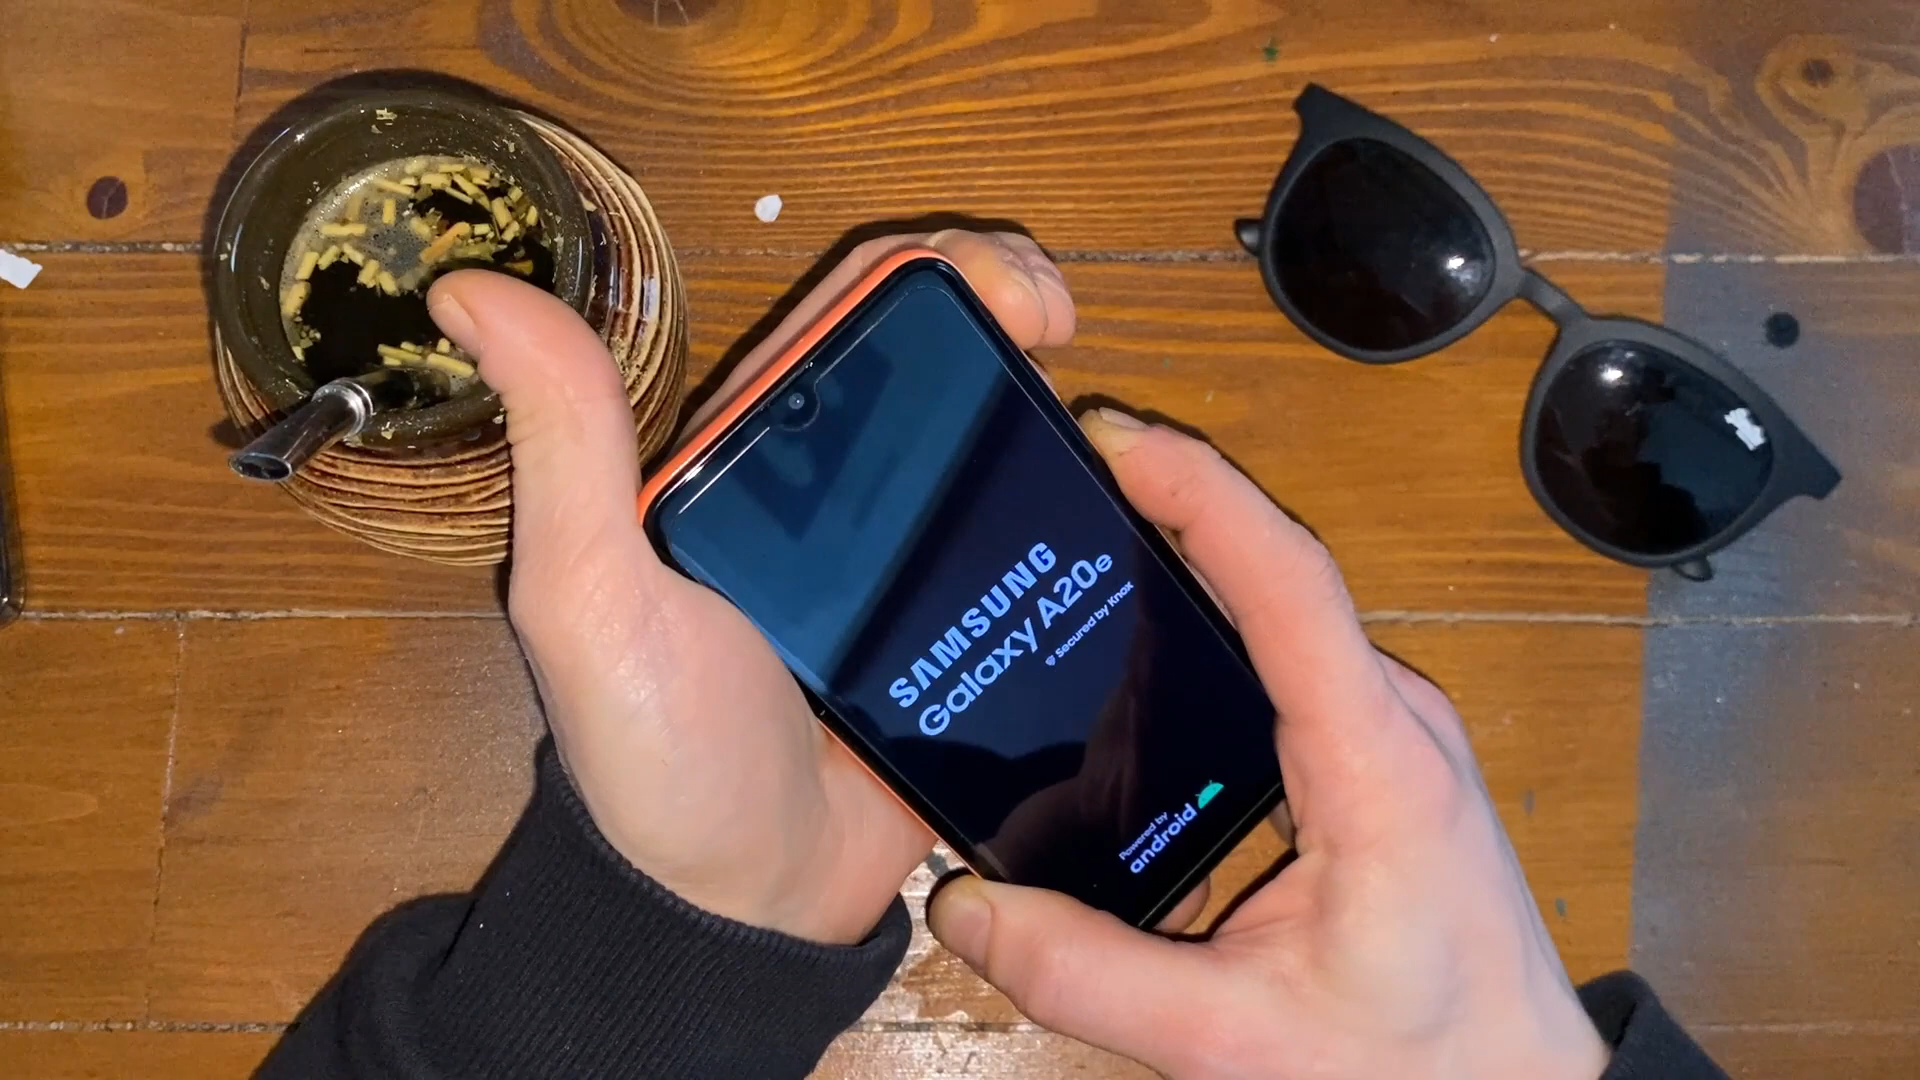 SAMSUNG
Galaxy A20e
Secured by Knox
Powered by
android